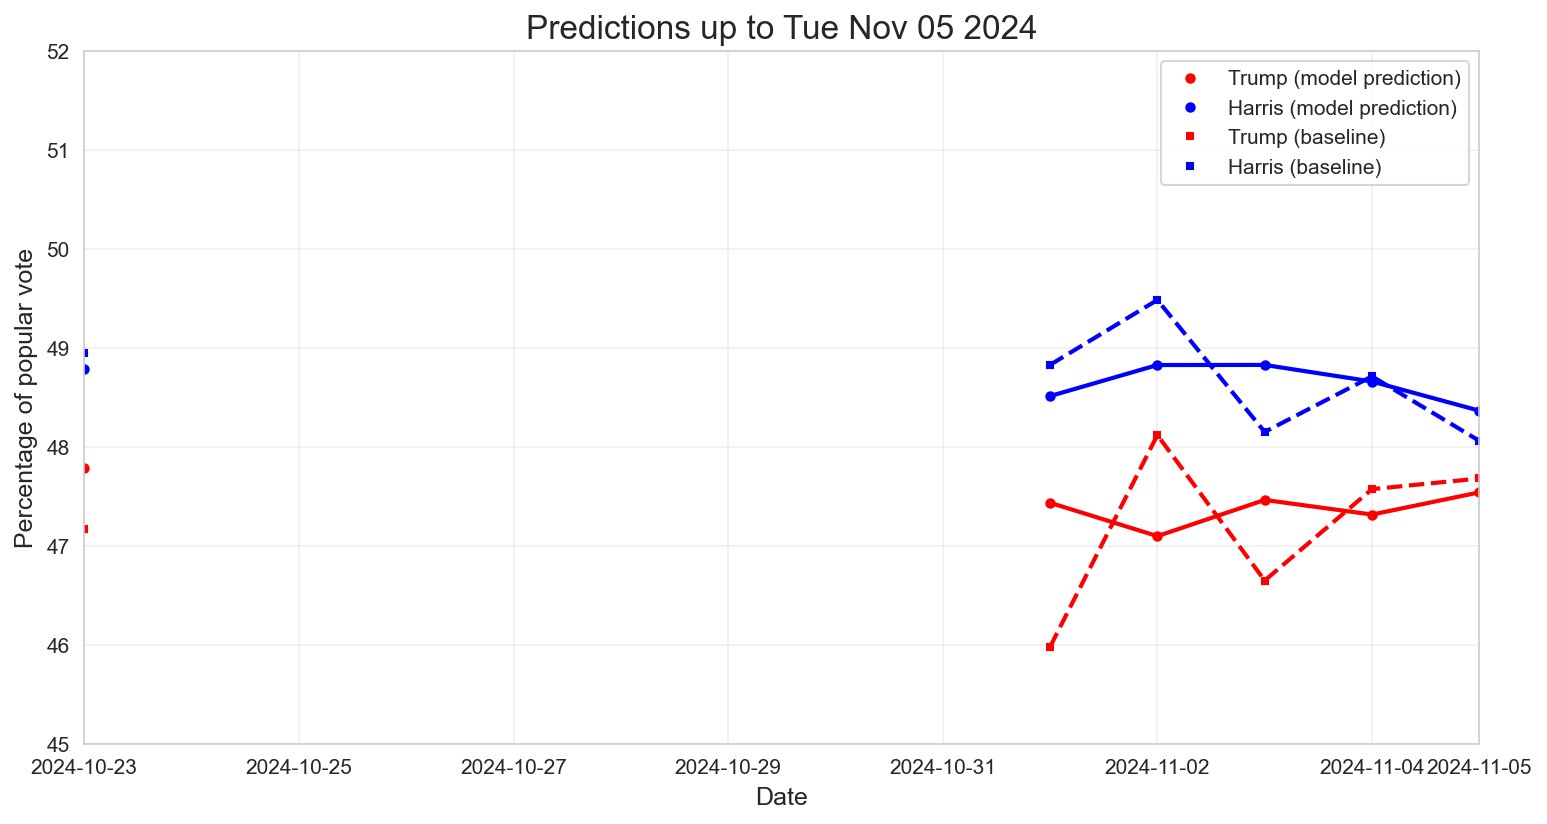 Predictions up to Tue Nov 05 2024
Trump (model prediction)
Harris (model prediction)
Trump (baseline)
Harris (baseline)
Percentage of popular vote
52
51
50
49
48
47
46
45
2024-10-23
2024-10-25
2024-10-27
2024-10-29
2024-10-31
2024-11-02
2024-11-04
2024-11-05
Date